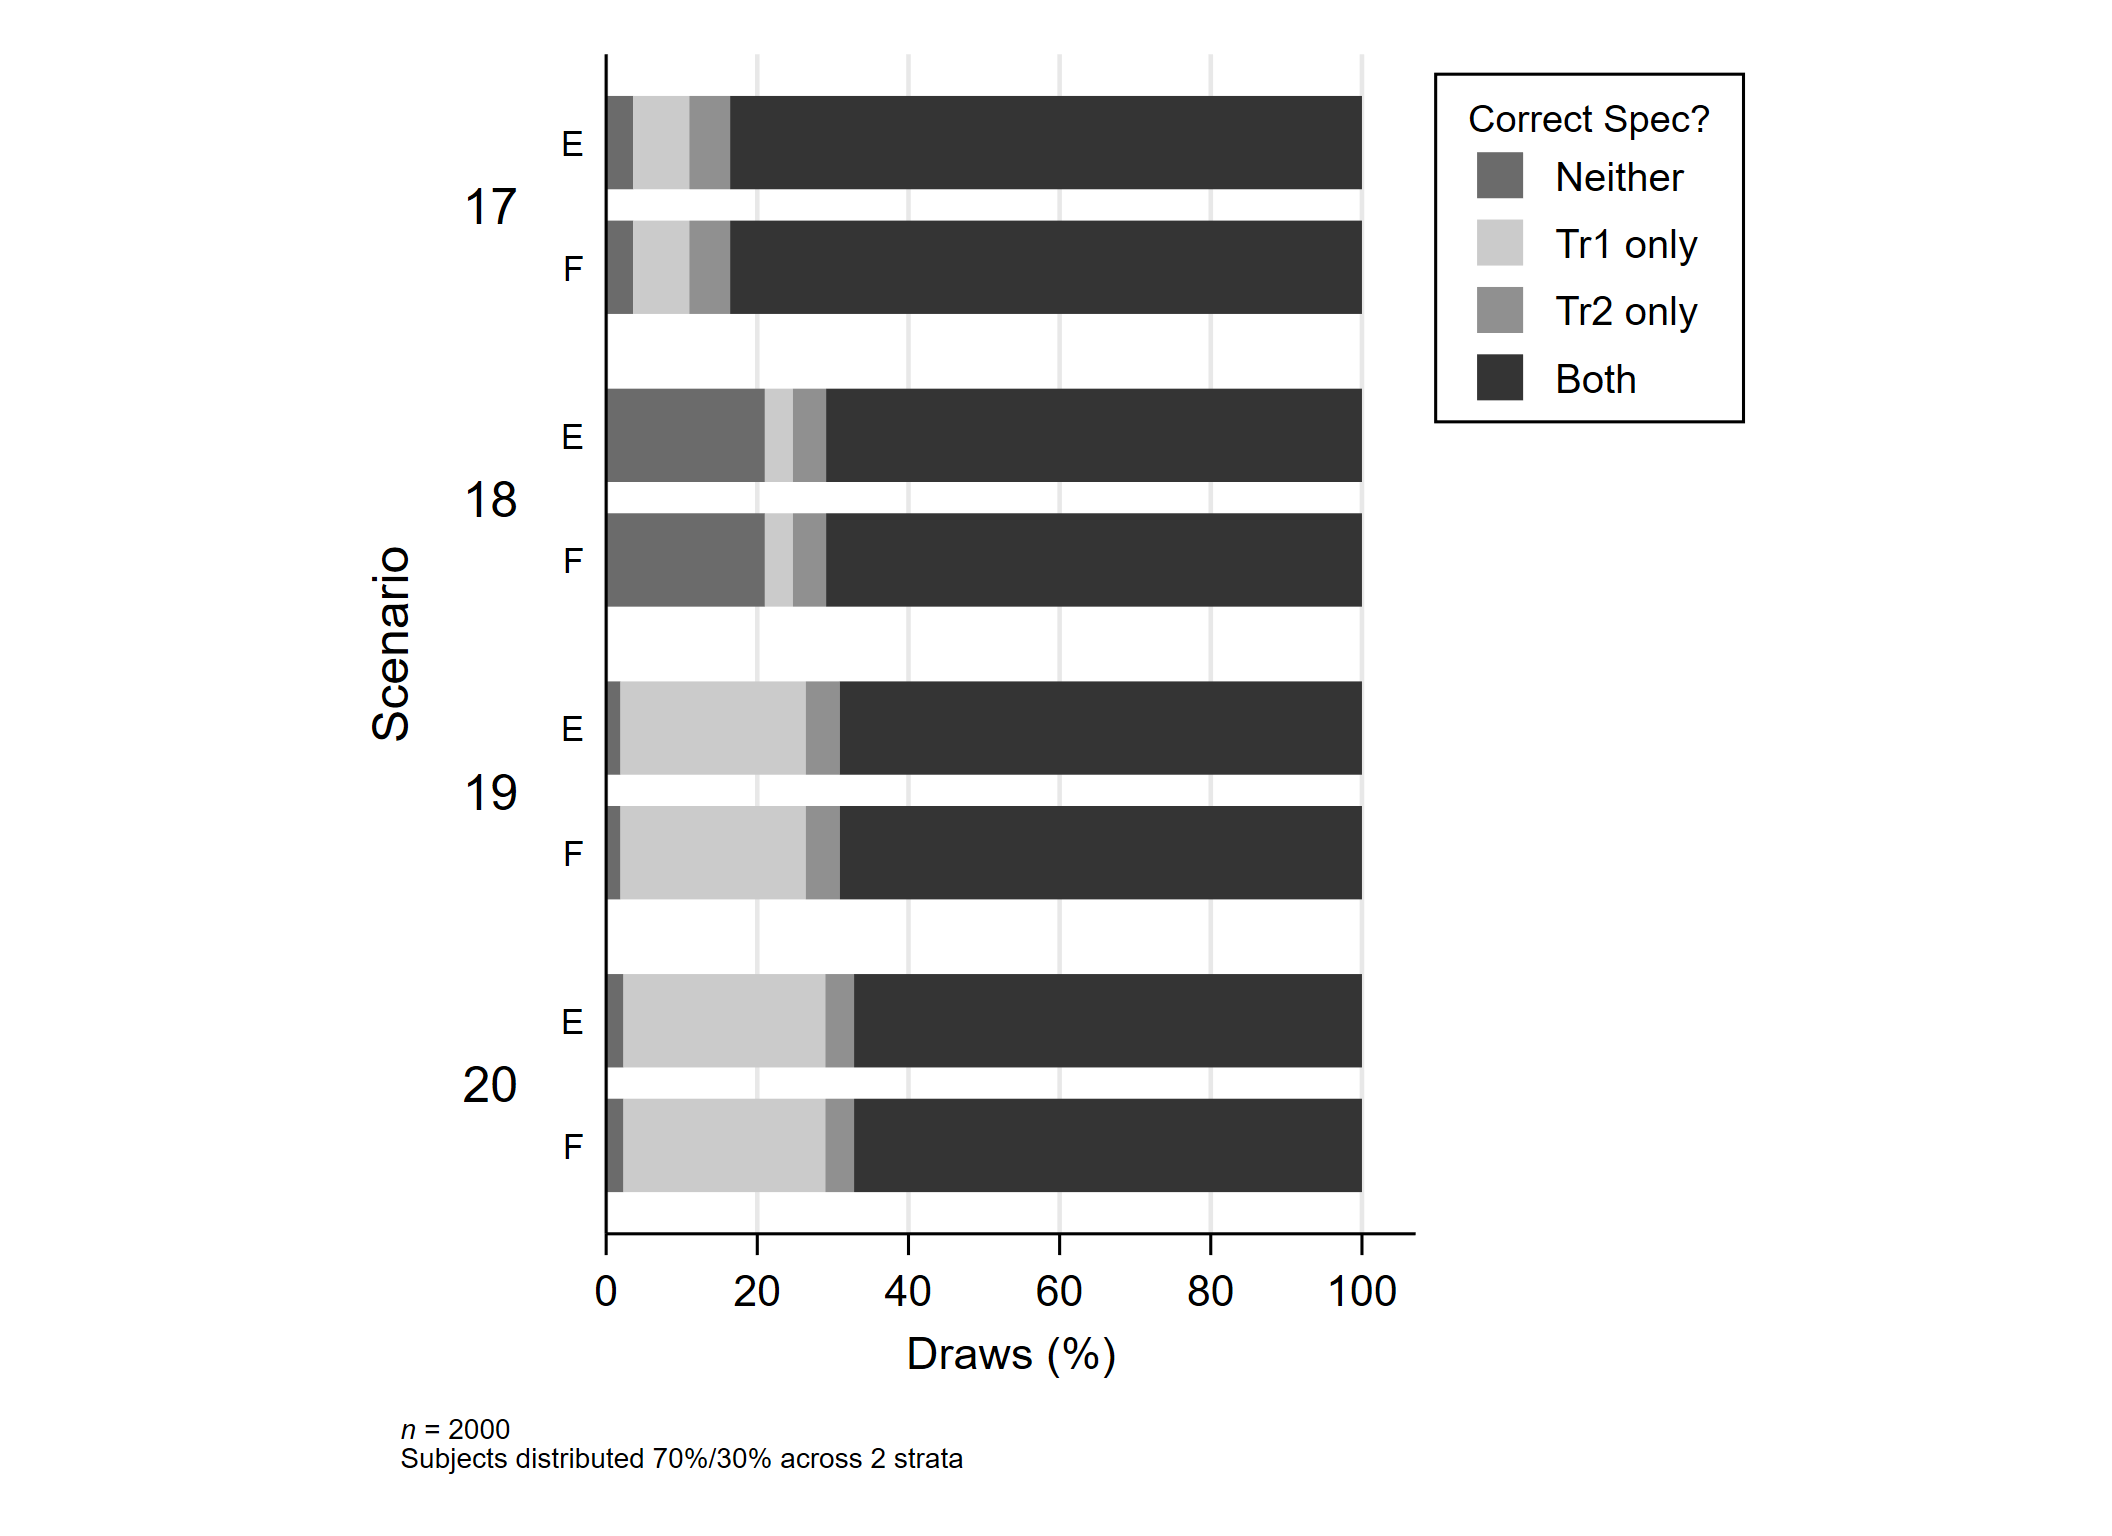 Correct Spec?
Neither
Tr1 only
Tr2 only
Both
Scenario
17
E
F
18
E
F
19
E
F
20
E
F
0 20 40 60 80 100
Draws (%)
n = 2000
Subjects distributed 70%/30% across 2 strata